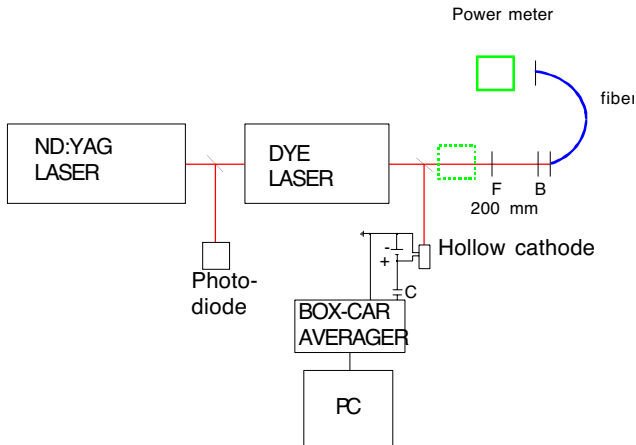 Power meter
fiber
ND:YAG
LASER
DYE
LASER
F
B
200 mm
Hollow cathode
-
+
C
Photo-
diode
BOX-CAR
AVERAGER
PC